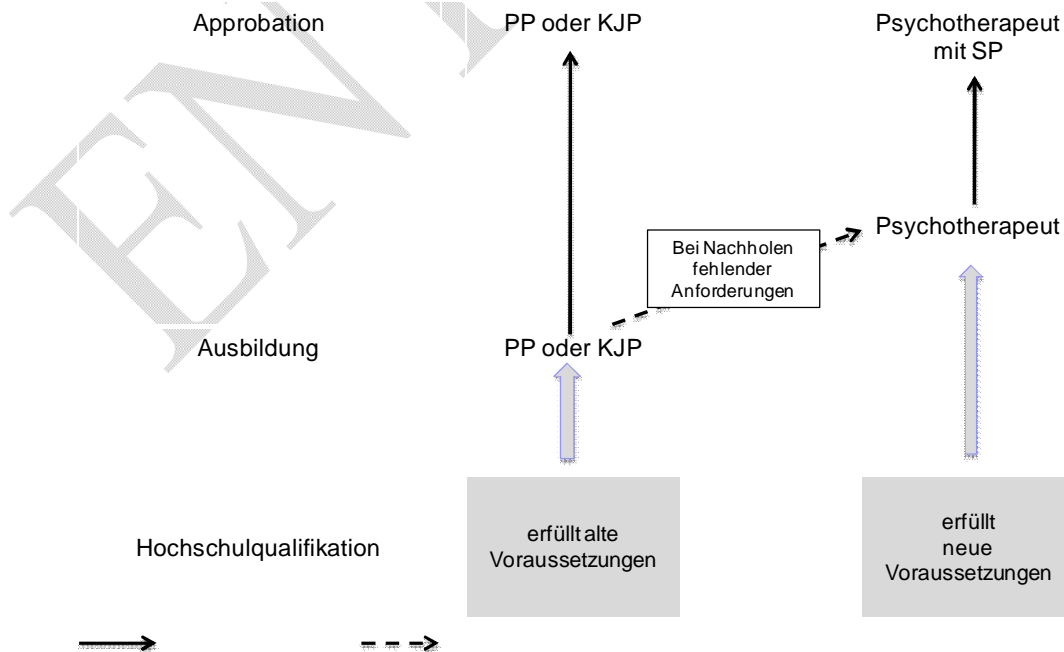 Approbation
PP oder KJP
Psychotherapeut
mit SP
Psychotherapeut
Bei Nachholen
fehlender
Anforderungen
Ausbildung
PP oder KJP
Hochschulqualifikation
erfüllt alte
Voraussetzungen
erfüllt
neue
Voraussetzungen